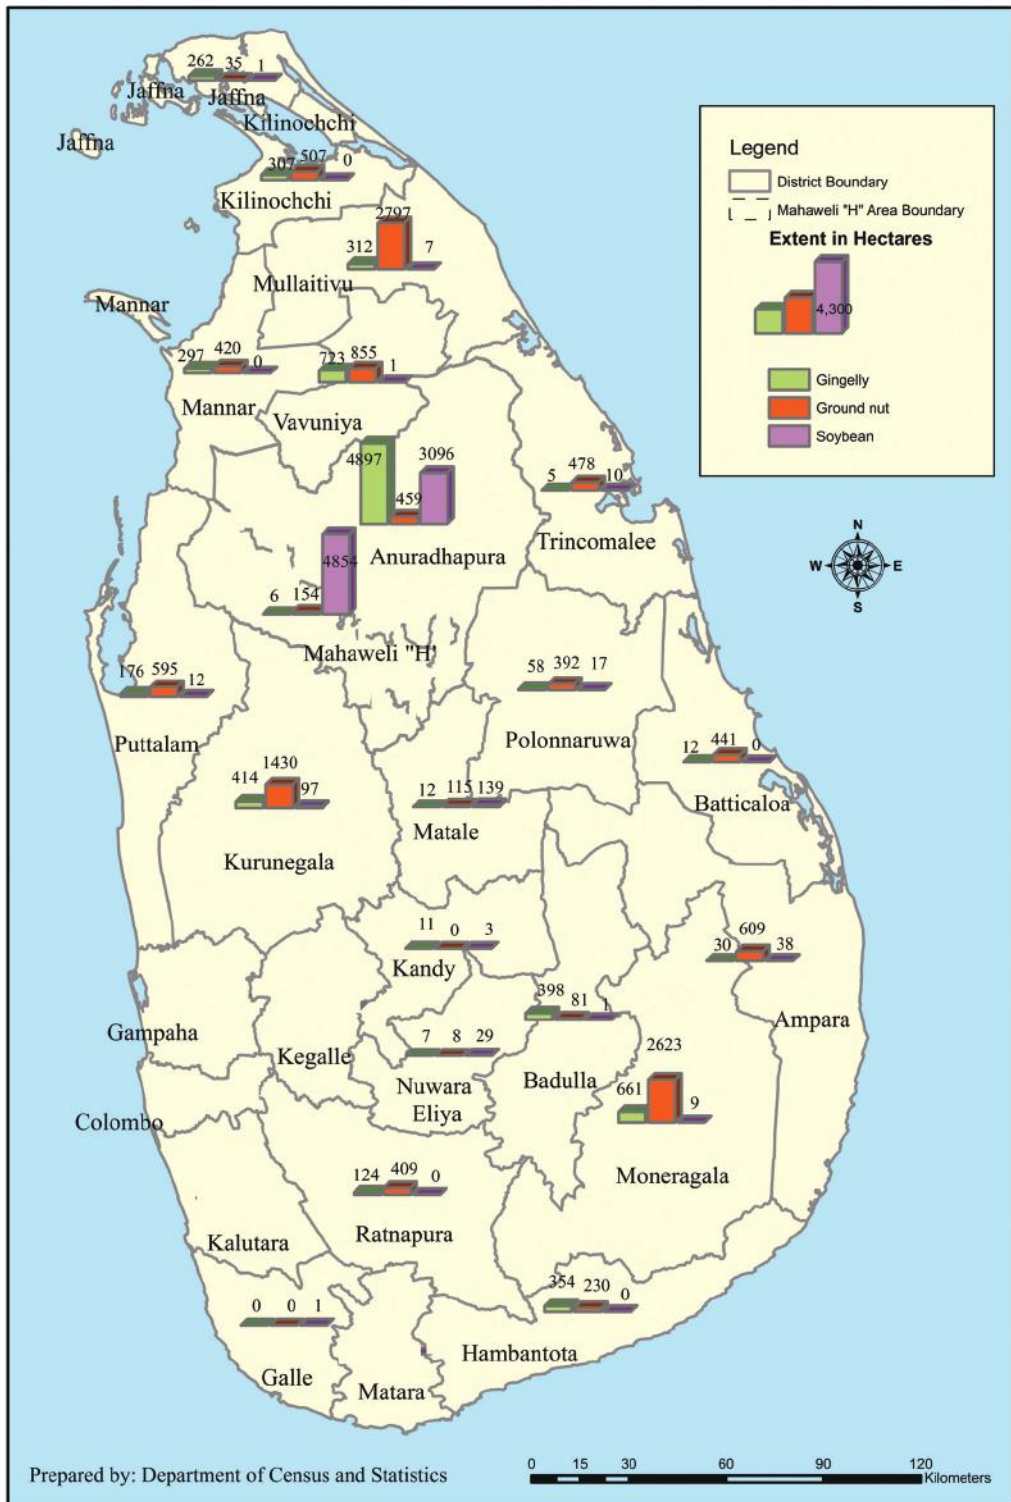 262 35 1
Jaffna
Jaffna
Jaffna
Kilinochchi
307 507 0
Kilinochchi
2797
312 7
Mullaitivu
Mannar
297 420 0
Mannar
723 855 1
Vavuniya
4897 459 3096
Anuradhapura
5 478 10
Trincomalee
6 154 4854
Mahaweli "H"
176 595 12
Puttalam
58 392 17
Polonnaruwa
12 441 0
Batticaloa
414 1430 97
Kurunegala
12 115 139
Matale
11 0 3
Kandy
30 609 38
Ampara
398 81 1
Badulla
Gampaha
Kegalle
7 8 29
Nuwara
Eliya
2623
661 9
Moneragala
Colombo
124 409 0
Ratnapura
Kalutara
354 230 0
Hambantota
0 0 1
Galle
Matara
Legend
District Boundary
Mahaweli "H" Area Boundary
Extent in Hectares
4,300
Gingelly
Ground nut
Soybean
N
W E
S
Prepared by: Department of Census and Statistics
0 15 30 60 90 120
Kilometers